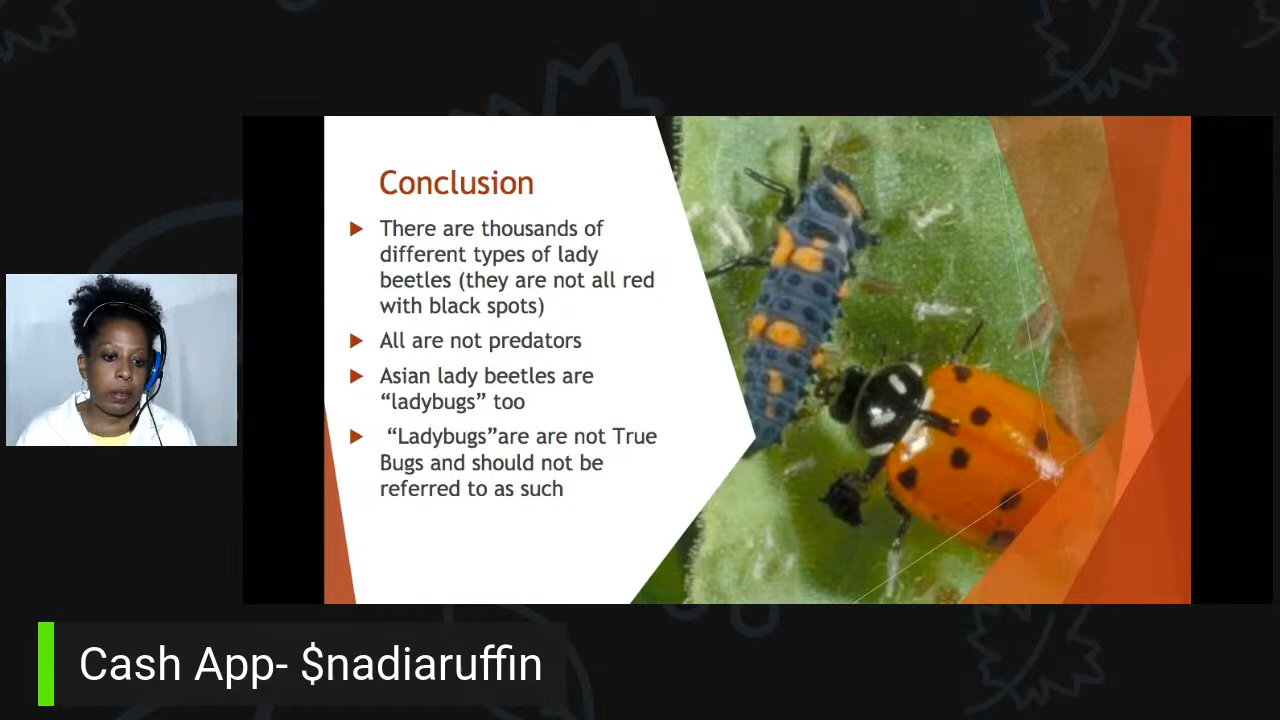 Conclusion
There are thousands of
different types of lady
beetles (they are not all red
with black spots)
All are not predators
Asian lady beetles are
“ladybugs” too
“Ladybugs”are are not True
Bugs and should not be
referred to as such
Cash App- $nadiaruffin